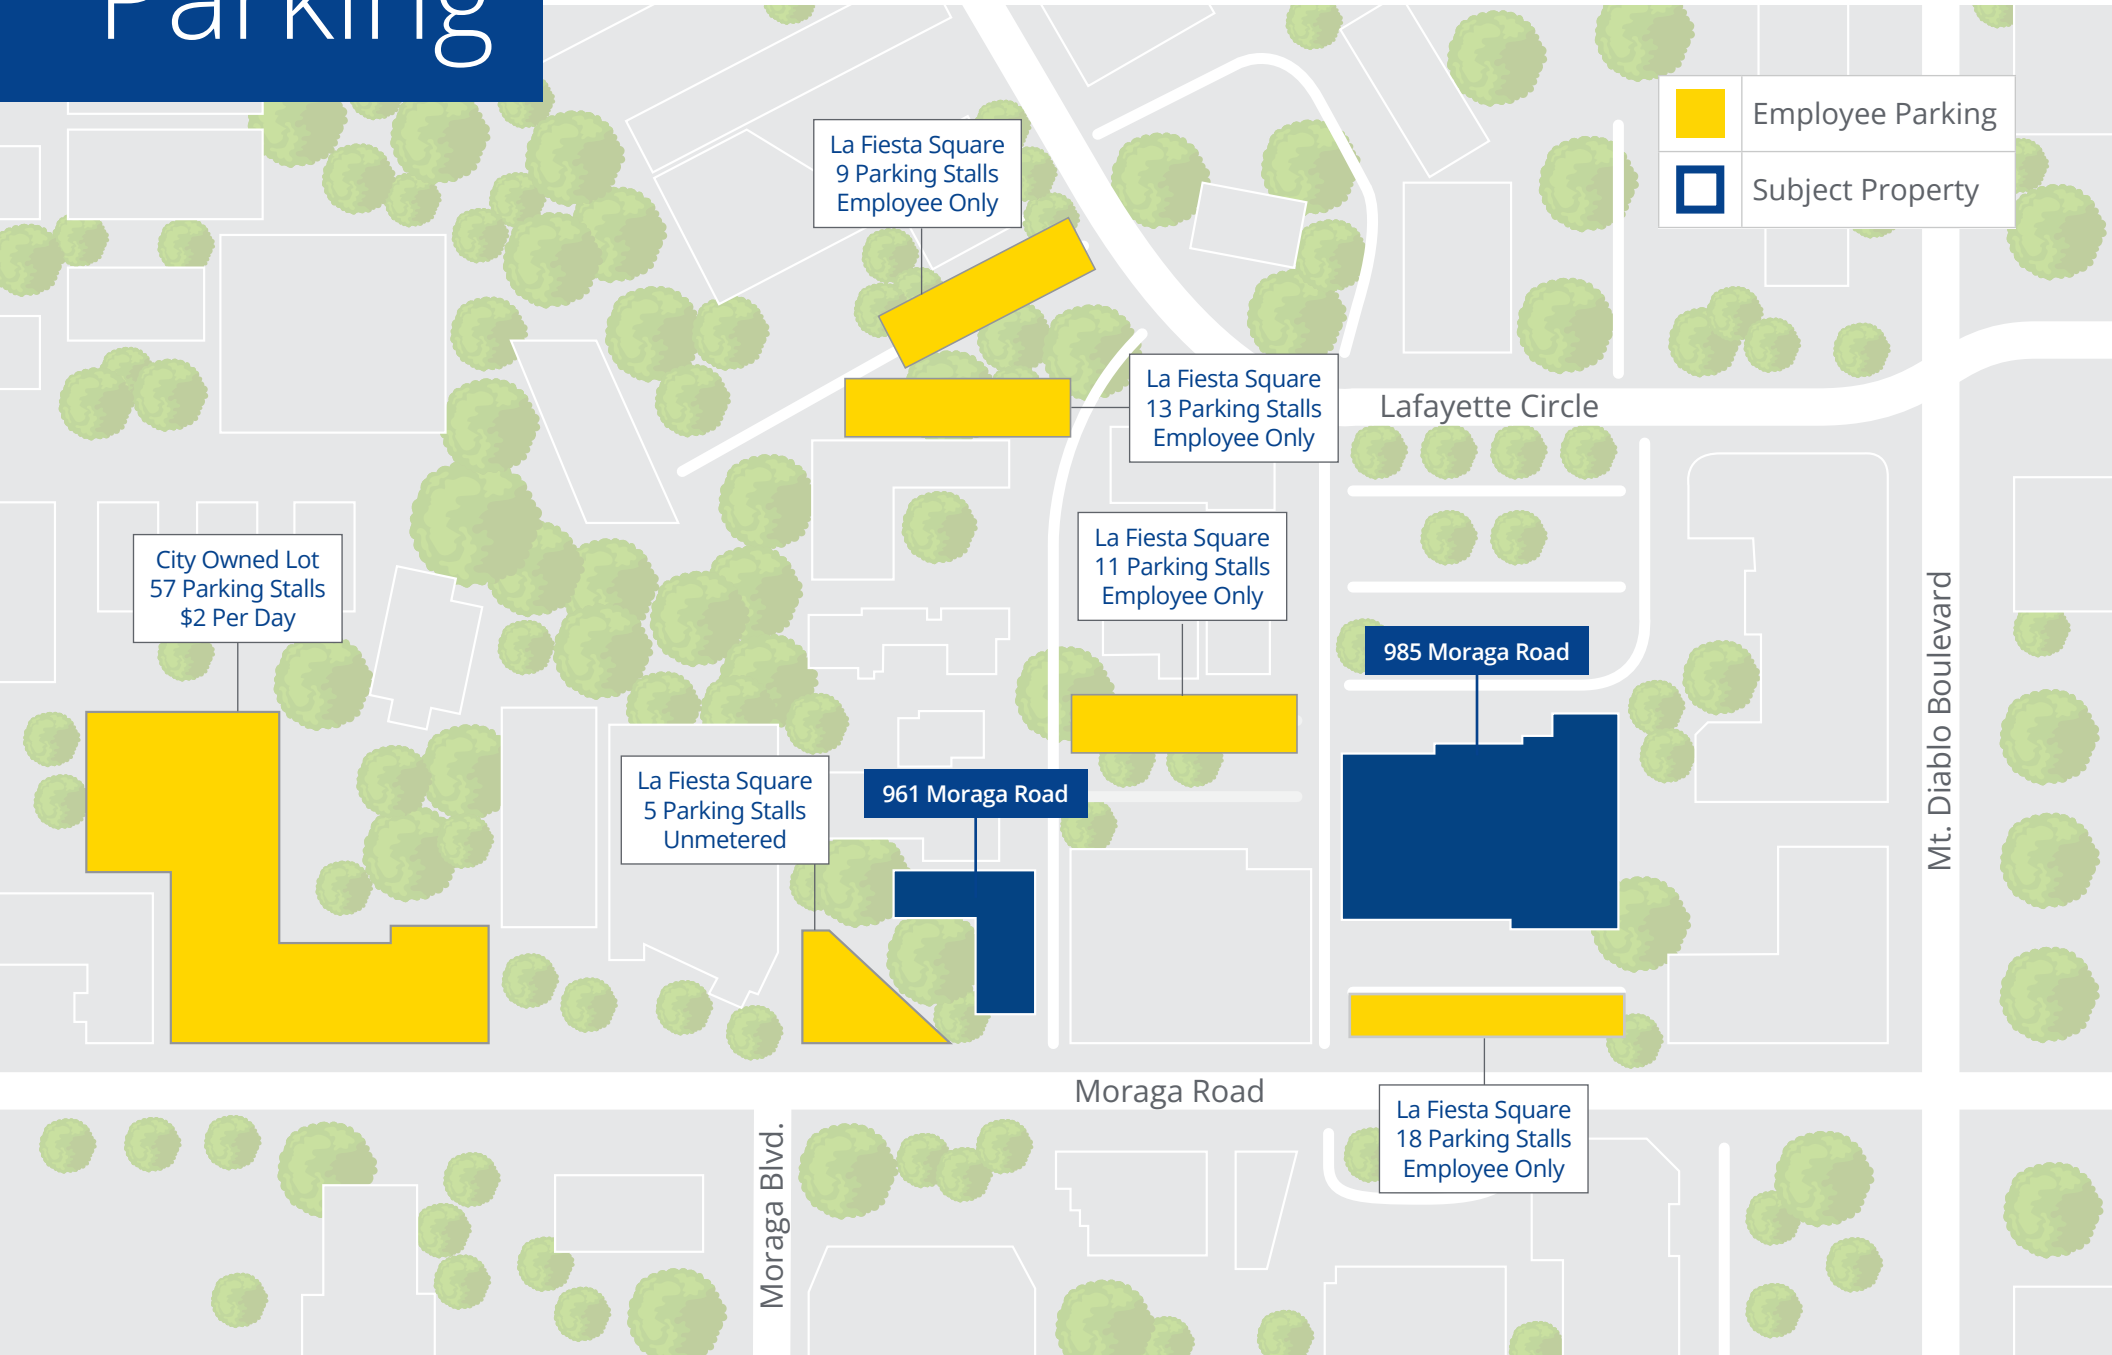 Parking
Employee Parking
Subject Property
La Fiesta Square
9 Parking Stalls
Employee Only
La Fiesta Square
13 Parking Stalls
Employee Only
Lafayette Circle
La Fiesta Square
11 Parking Stalls
Employee Only
City Owned Lot
57 Parking Stalls
$2 Per Day
985 Moraga Road
Mt. Diablo Boulevard
La Fiesta Square
5 Parking Stalls
Unmetered
961 Moraga Road
Moraga Road
La Fiesta Square
18 Parking Stalls
Employee Only
Moraga Blvd.